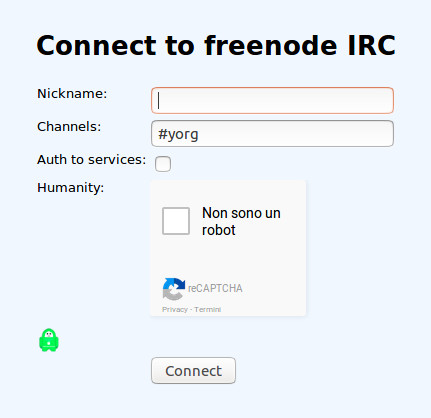 Connect to freenode IRC
Nickname:
Channels: #yorg
Auth to services:
Humanity:
Non sono un
robot
reCAPTCHA
Privacy - Termini
Connect